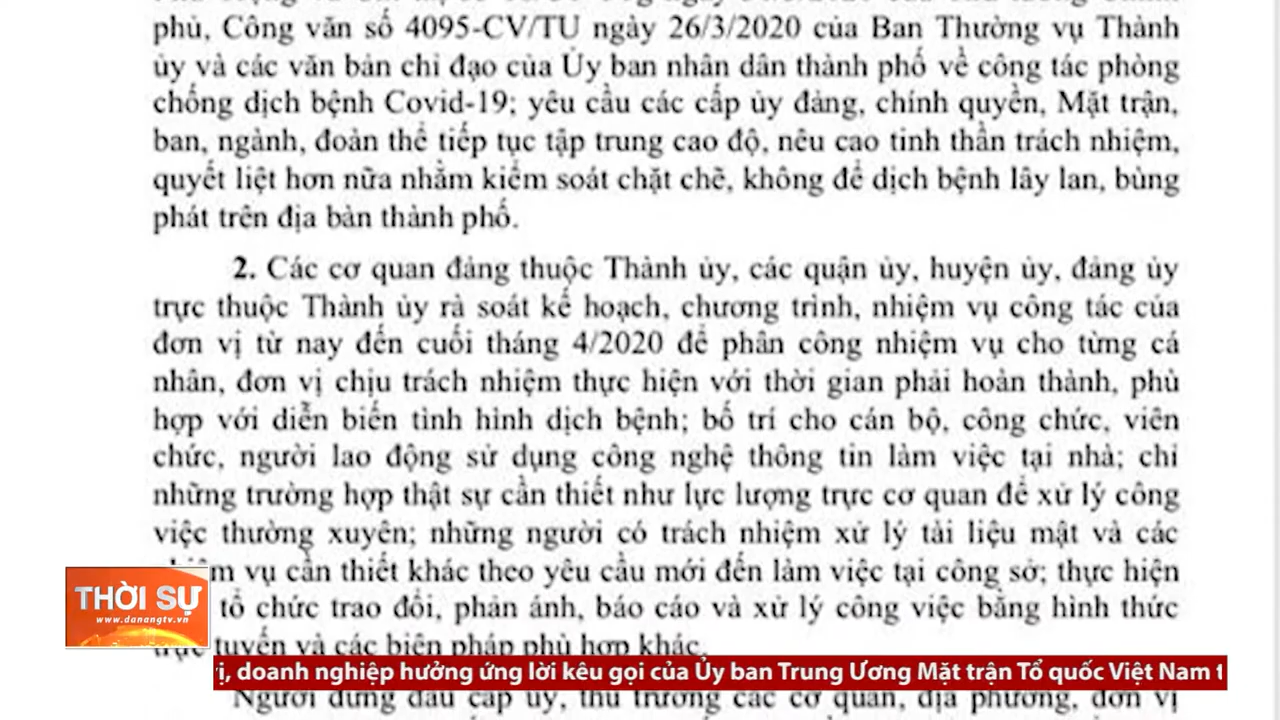 phủ, Công văn số 4095-CV/TU ngày 26/3/2020 của Ban Thường vụ Thành
ủy và các văn bản chỉ đạo của Ủy ban nhân dân thành phố về công tác phòng
chống dịch bệnh Covid-19; yêu cầu các cấp ủy đảng, chính quyền, Mặt trận,
ban, ngành, đoàn thể tiếp tục tập trung cao độ, nêu cao tinh thần trách nhiệm,
quyết liệt hơn nữa nhằm kiểm soát chặt chẽ, không để dịch bệnh lây lan, bùng
phát trên địa bàn thành phố.
2. Các cơ quan đảng thuộc Thành ủy, các quận ủy, huyện ủy, đảng ủy
trực thuộc Thành ủy rà soát kế hoạch, chương trình, nhiệm vụ công tác của
đơn vị từ nay đến cuối tháng 4/2020 để phân công nhiệm vụ cho từng cá
nhân, đơn vị chịu trách nhiệm thực hiện với thời gian phải hoàn thành, phù
hợp với diễn biến tình hình dịch bệnh; bố trí cho cán bộ, công chức, viên
chức, người lao động sử dụng công nghệ thông tin làm việc tại nhà; chỉ
những trường hợp thật sự cần thiết như lực lượng trực cơ quan để xử lý công
việc thường xuyên; những người có trách nhiệm xử lý tài liệu mật và các
vụ cần thiết khác theo yêu cầu mới đến làm việc tại công sở; thực hiện
tổ chức trao đổi, phản ánh, báo cáo và xử lý công việc bằng hình thức
tuyến và các biện pháp phù hợp khác.
THỜI SỰ
www.danangtv.vn
, doanh nghiệp hưởng ứng lời kêu gọi của Ủy ban Trung Ương Mặt trận Tổ quốc Việt Nam
Người đứng đầu cấp ủy, thủ trưởng các cơ quan, địa phương, đơn vị